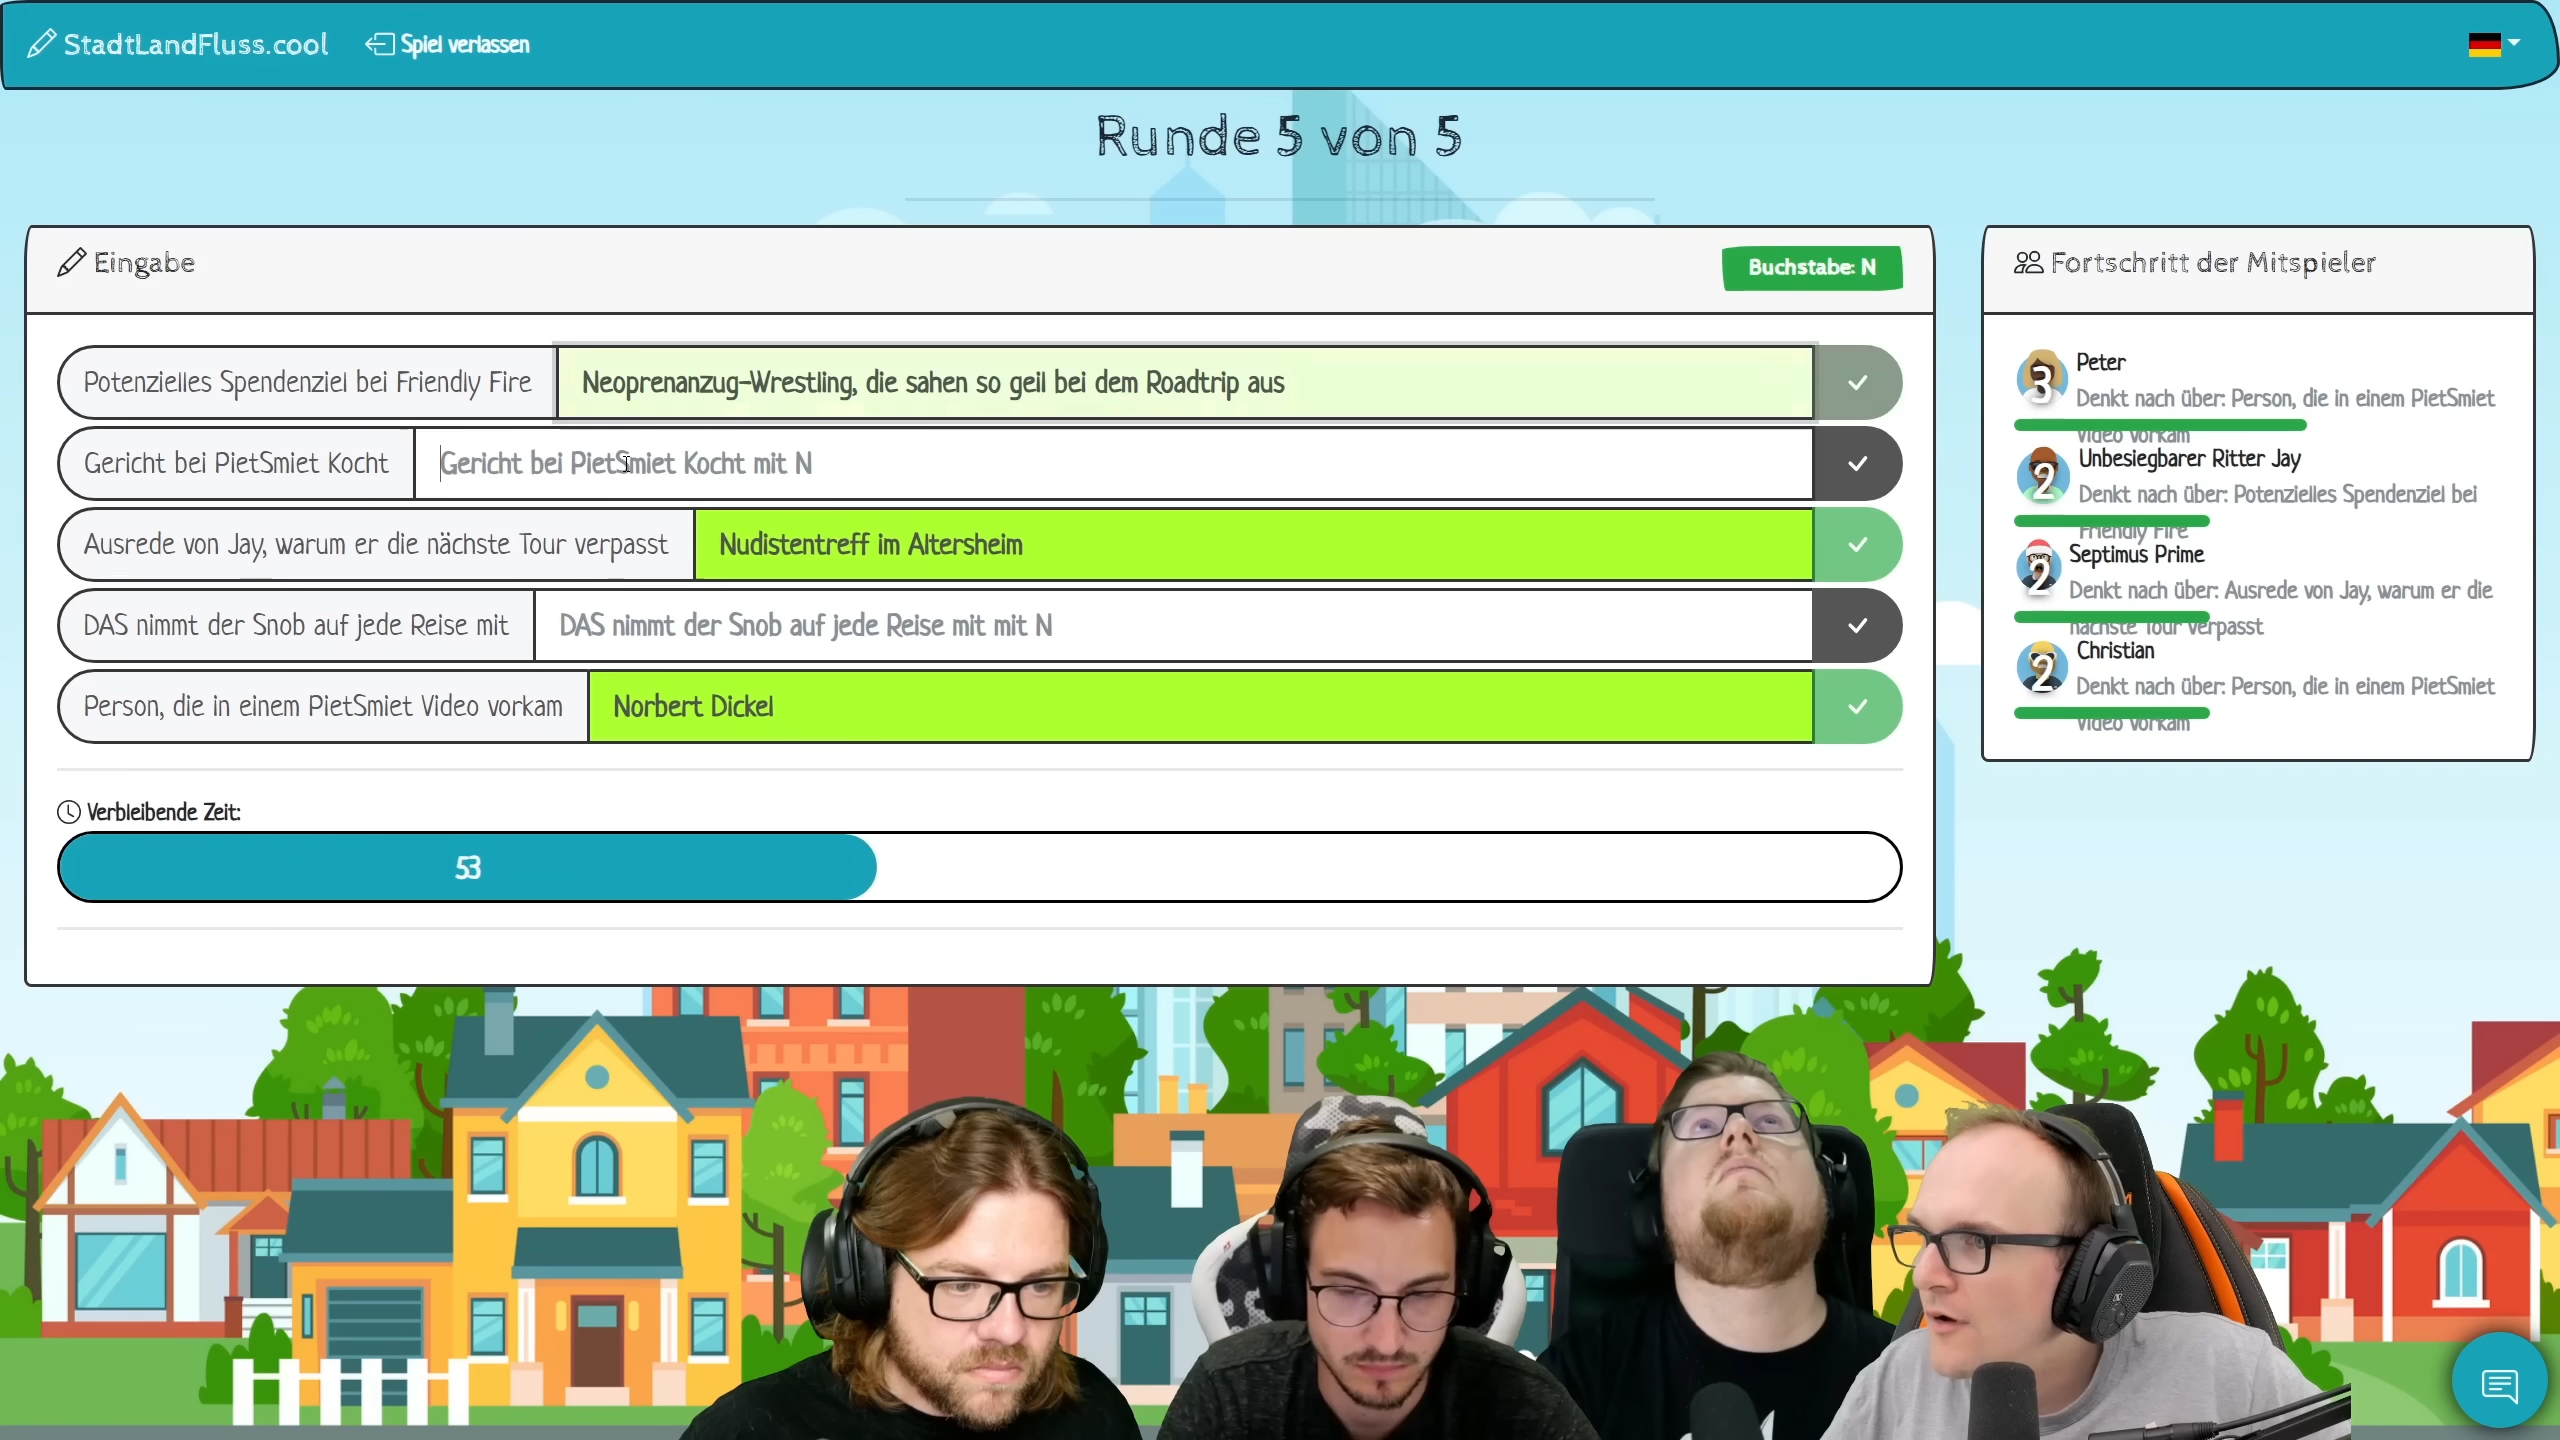 StadtLandFluss.cool
Spiel verlassen
Runde 5 von 5
Eingabe
Buchstabe: N
Potenzielles Spendenziel bei Friendly Fire
Neoprenanzug-Wrestling, die sahen so geil bei dem Roadtrip aus
Gericht bei PietSmiet Kocht
Gericht bei PietSmiet Kocht mit N
Ausrede von Jay, warum er die nächste Tour verpasst
Nudistentreff im Altersheim
DAS nimmt der Snob auf jede Reise mit
DAS nimmt der Snob auf jede Reise mit mit N
Person, die in einem PietSmiet Video vorkam
Norbert Dickel
Verbleibende Zeit:
53
Fortschritt der Mitspieler
3
Peter
Denkt nach über: Person, die in einem PietSmiet
Video vorkam
2
Unbesiegbarer Ritter Jay
Denkt nach über: Potenzielles Spendenziel bei
Friendly Fire
2
Septimus Prime
Denkt nach über: Ausrede von Jay, warum er die
nächste Tour verpasst
2
Christian
Denkt nach über: Person, die in einem PietSmiet
Video vorkam